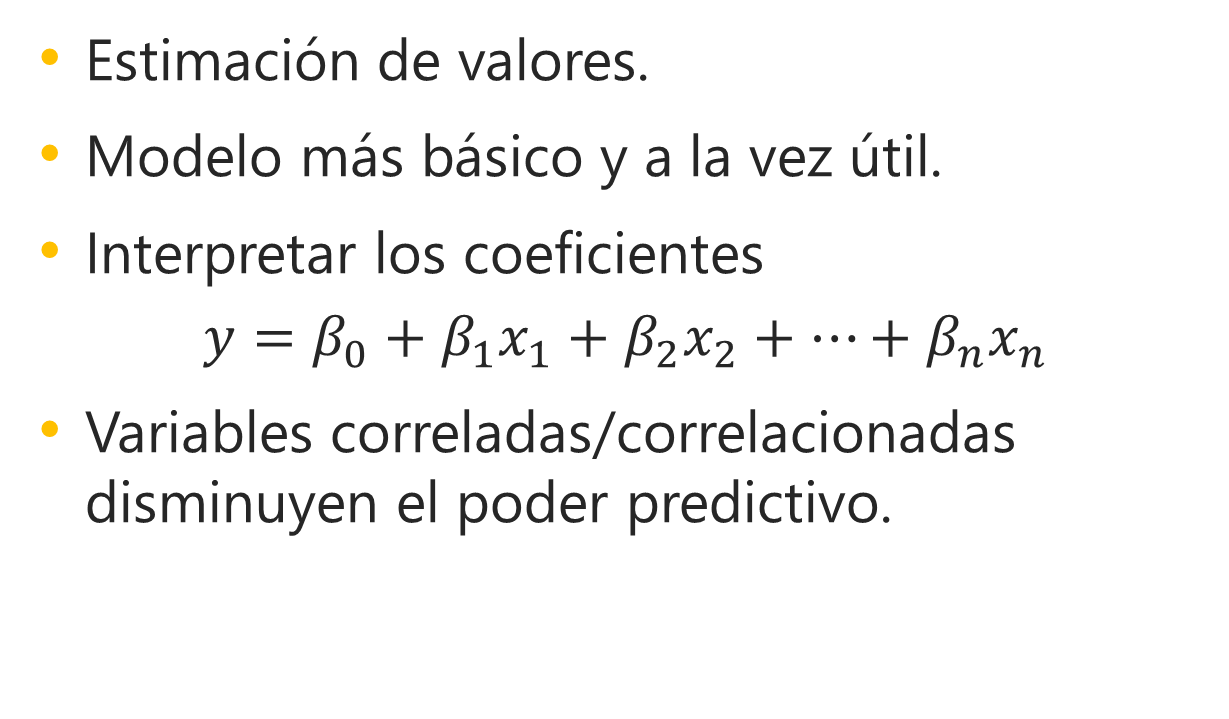 • Estimación de valores.
• Modelo más básico y a la vez útil.
• Interpretar los coeficientes
y = β₀ + β₁x₁ + β₂x₂ + ⋯ + βₙxₙ
• Variables correladas/correlacionadas
disminuyen el poder predictivo.